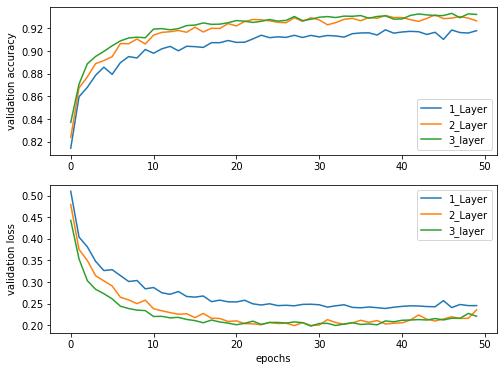 validation accuracy
0.92
0.90
0.88
0.86
0.84
0.82
0 10 20 30 40 50
1_Layer
2_Layer
3_layer
validation loss
0.50
0.45
0.40
0.35
0.30
0.25
0.20
1_Layer
2_Layer
3_layer
0 10 20 30 40 50
epochs